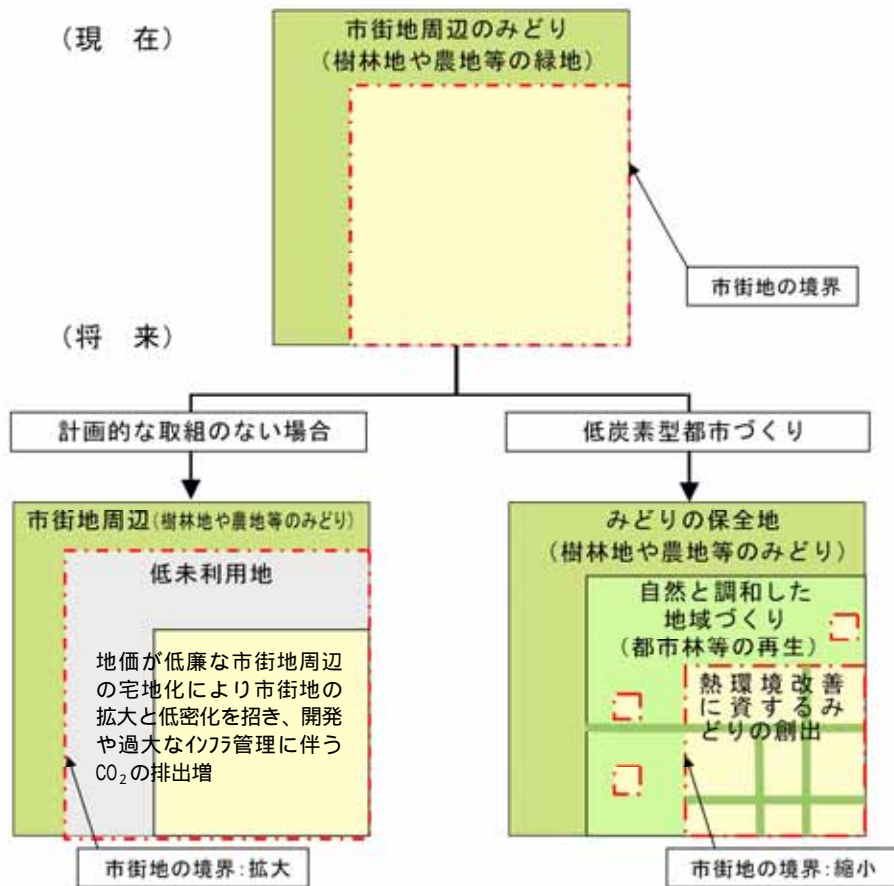 （現　在）
市街地周辺のみどり
（樹林地や農地等の緑地）
市街地の境界
（将　来）
計画的な取組のない場合
低炭素型都市づくり
市街地周辺（樹林地や農地等のみどり）
低未利用地
地価が低廉な市街地周辺
の宅地化により市街地の
拡大と低密化を招き、開発
や過大なインフラ管理に伴う
CO₂の排出増
市街地の境界：拡大
みどりの保全地
（樹林地や農地等のみどり）
自然と調和した
地域づくり
（都市林等の再生）
熱環境改善
に資するみ
どりの創出
市街地の境界：縮小